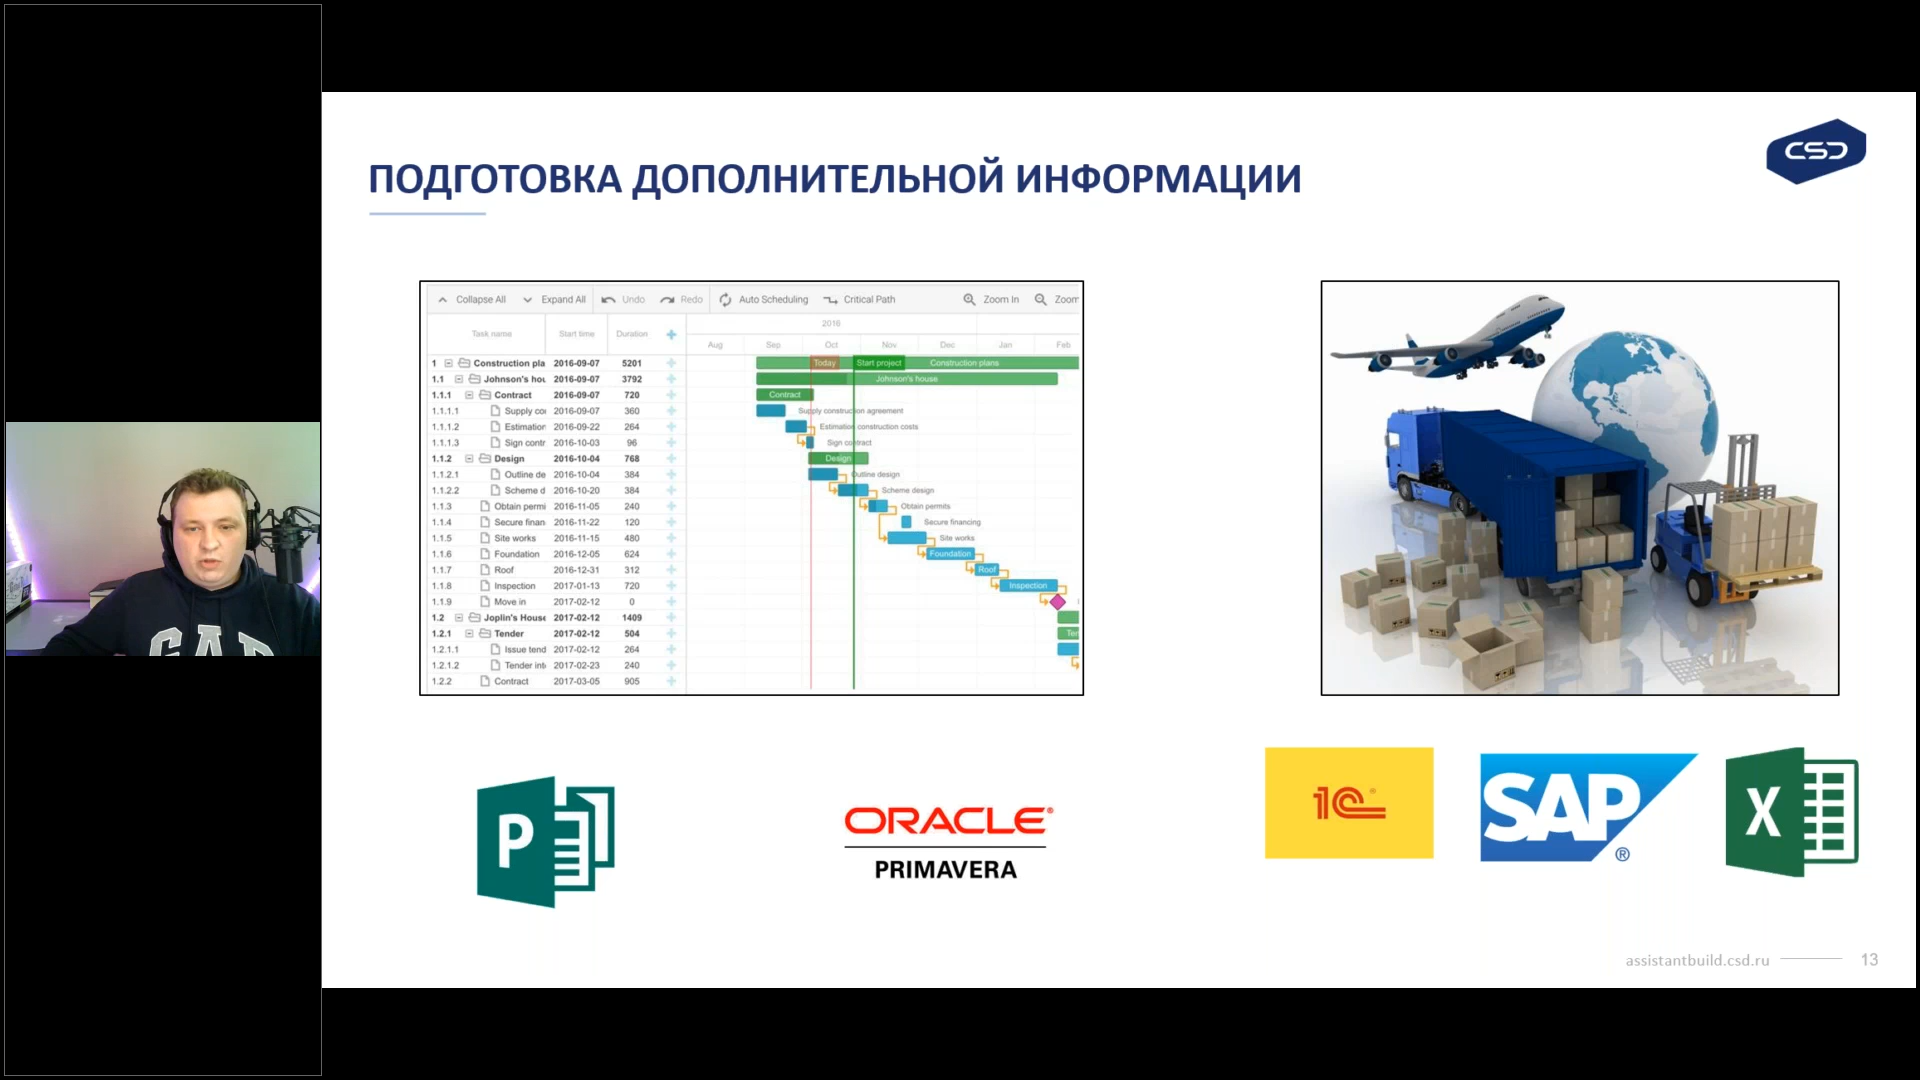 ПОДГОТОВКА ДОПОЛНИТЕЛЬНОЙ ИНФОРМАЦИИ
CSD
Collapse All Expand All Undo Redo Auto Scheduling Critical Path Zoom In Zoom
Task name Start time Duration 2016
Aug Sep Oct Nov Dec Jan Feb
1 Construction pla 2016-09-07 5201 Today Start project Construction plans
1.1 Johnson's hou 2016-09-07 3792 Johnson's house
1.1.1 Contract 2016-09-07 720 Contract
1.1.1.1 Supply cor 2016-09-07 360 Supply construction agreement
1.1.1.2 Estimation 2016-09-22 264 Estimation construction costs
1.1.1.3 Sign contr 2016-10-03 96 Sign contract
1.1.2 Design 2016-10-04 768 Design
1.1.2.1 Outline de 2016-10-04 384 Outline design
1.1.2.2 Scheme d 2016-10-20 384 Scheme design
1.1.3 Obtain permi 2016-11-05 240 Obtain permits
1.1.4 Secure finan 2016-11-22 120 Secure financing
1.1.5 Site works 2016-11-15 480 Site works
1.1.6 Foundation 2016-12-05 624 Foundation
1.1.7 Roof 2016-12-31 312 Roof
1.1.8 Inspection 2017-01-13 720 Inspection
1.1.9 Move in 2017-02-12 0
1.2 Joplin's House 2017-02-12 1409
1.2.1 Tender 2017-02-12 504 Ten
1.2.1.1 Issue tend 2017-02-12 264
1.2.1.2 Tender int 2017-02-23 240
1.2.2 Contract 2017-03-05 905
GAP
P
ORACLE®
PRIMAVERA
1C®
SAP®
X
assistantbuild.csd.ru 13